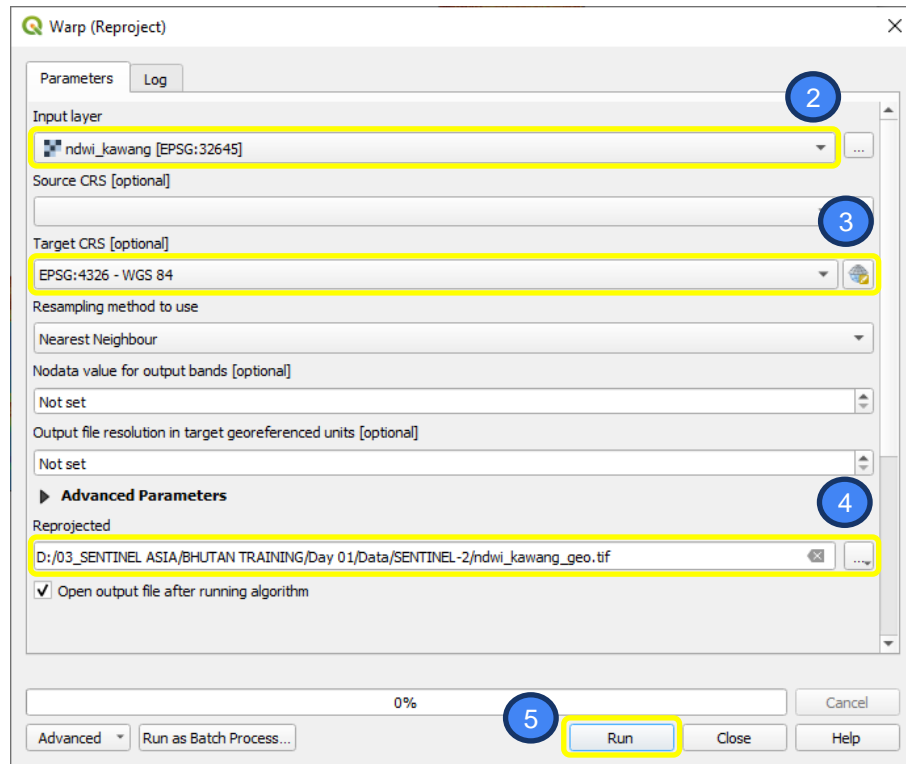 Warp (Reproject)
Parameters
Log
2
Input layer
ndwi_kawang [EPSG:32645]
...
Source CRS [optional]
3
Target CRS [optional]
EPSG:4326 - WGS 84
Resampling method to use
Nearest Neighbour
Nodata value for output bands [optional]
Not set
Output file resolution in target georeferenced units [optional]
Not set
Advanced Parameters
4
Reprojected
D:/03_SENTINEL ASIA/BHUTAN TRAINING/Day 01/Data/SENTINEL-2/ndwi_kawang_geo.tif
...
Open output file after running algorithm
0%
Cancel
5
Advanced
Run as Batch Process...
Run
Close
Help